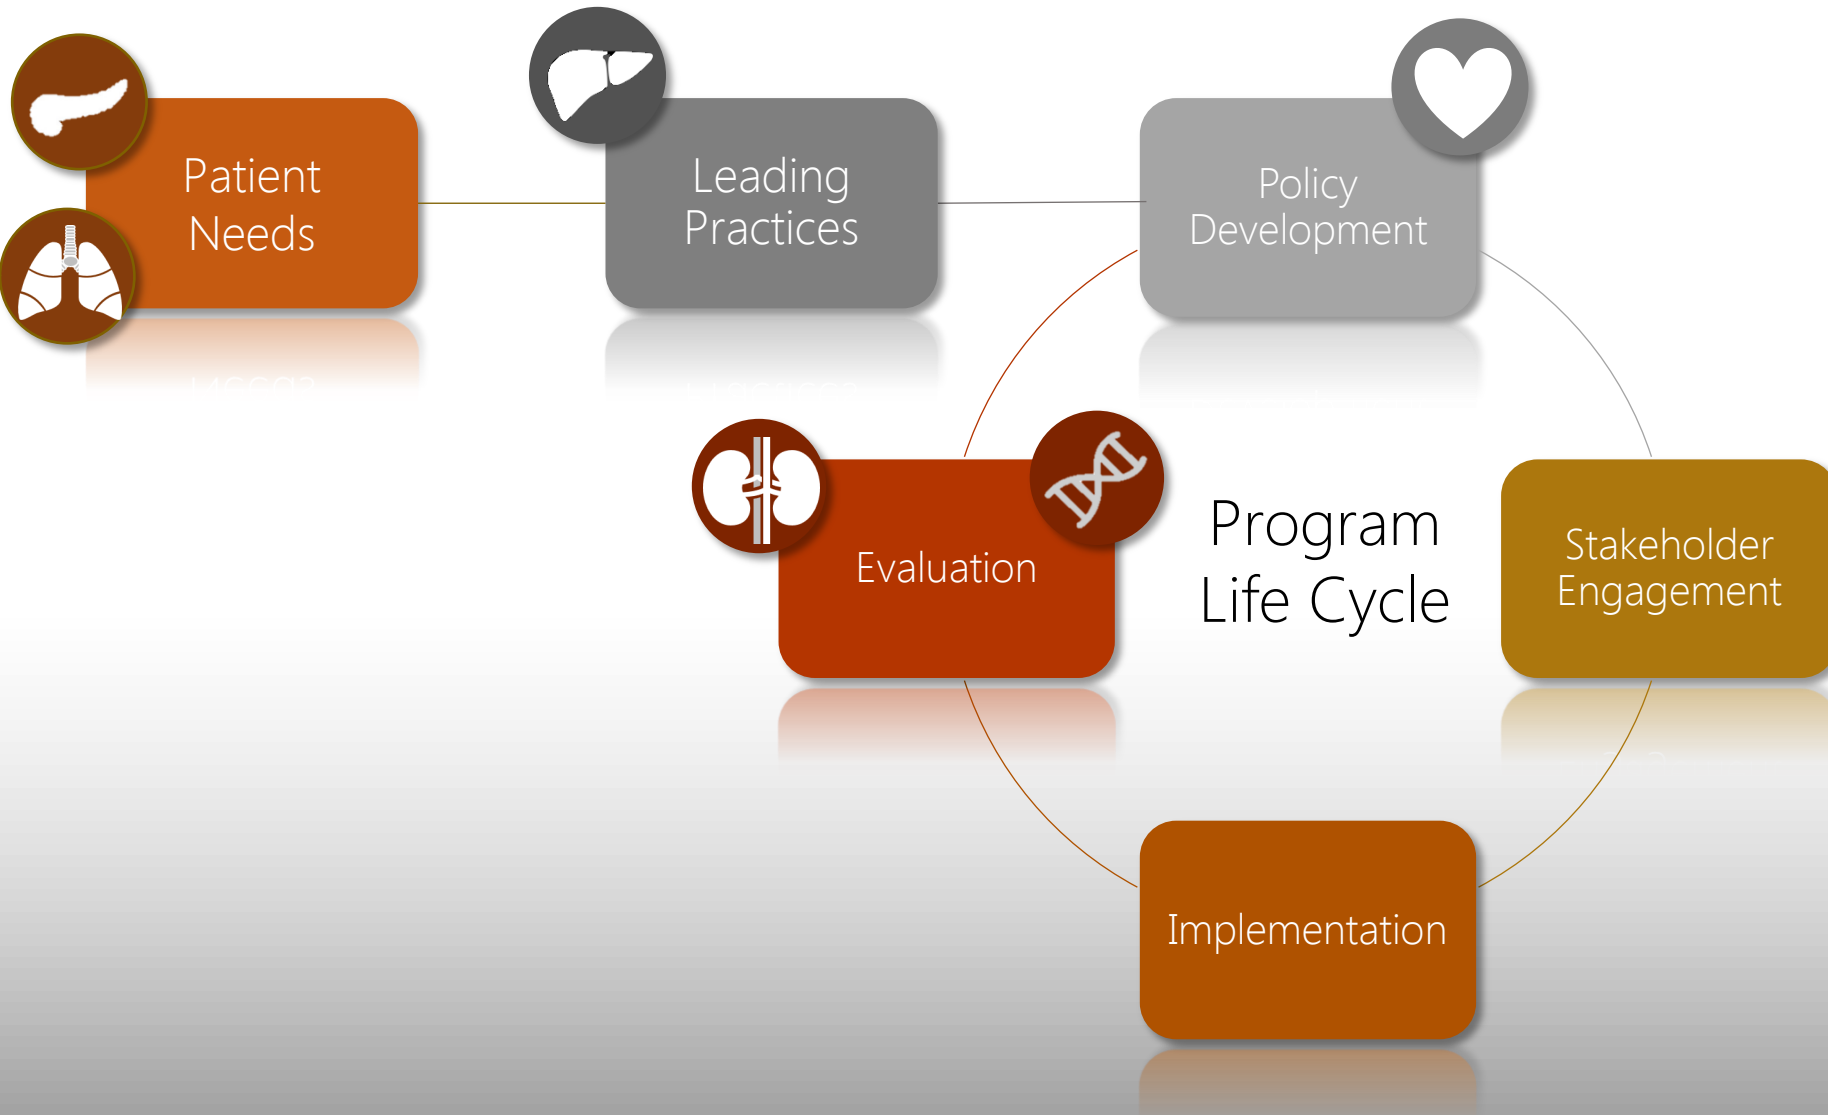 Patient
Needs
Leading
Practices
Policy
Development
Evaluation
Program
Life Cycle
Stakeholder
Engagement
Implementation